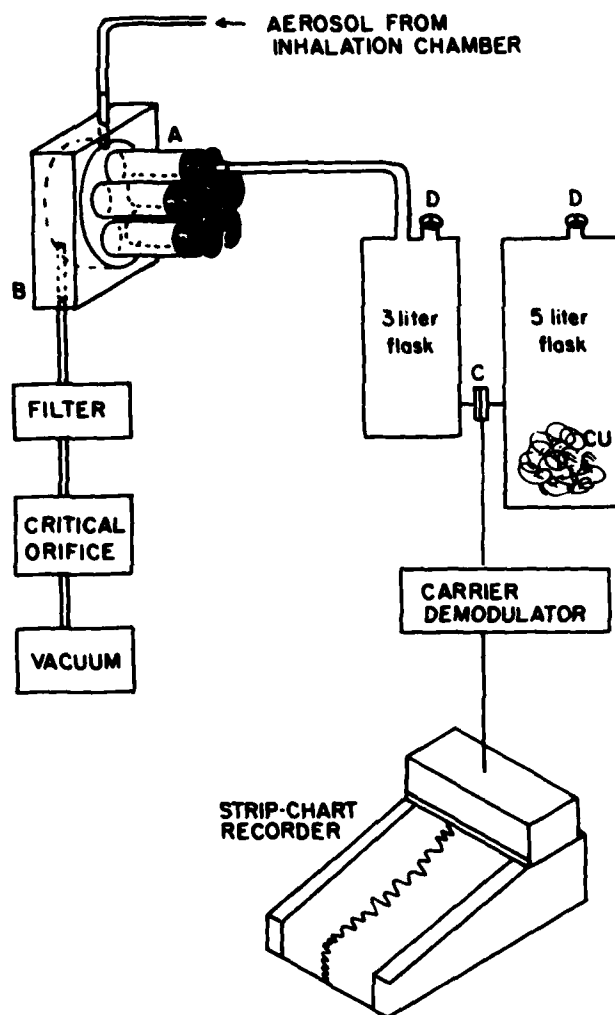 AEROSOL FROM
INHALATION CHAMBER
A
B
D
D
3 liter
flask
5 liter
flask
C
CU
FILTER
CRITICAL
ORIFICE
VACUUM
CARRIER
DEMODULATOR
STRIP-CHART
RECORDER